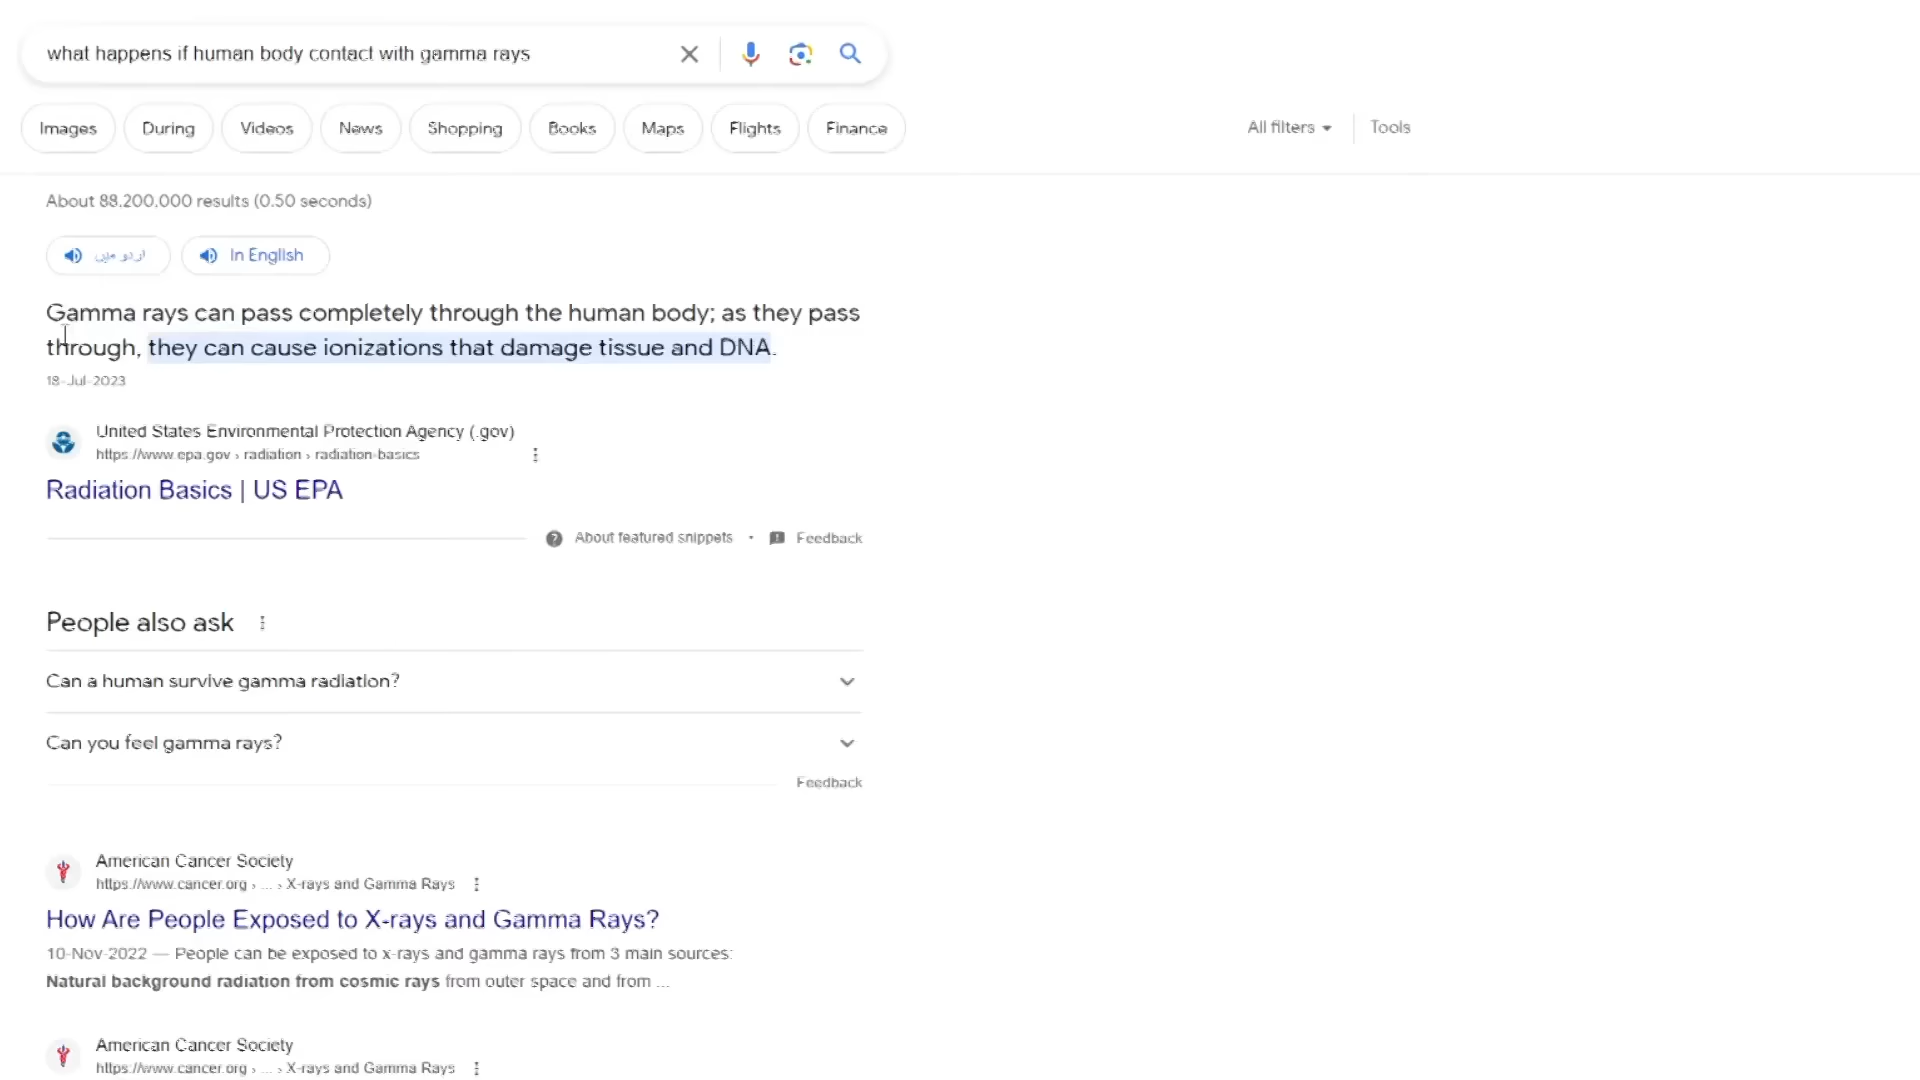 what happens if human body contact with gamma rays
Images During Videos News Shopping Books Maps Flights Finance All filters Tools
About 88,200,000 results (0.50 seconds)
اردو میں In English
Gamma rays can pass completely through the human body; as they pass
through, they can cause ionizations that damage tissue and DNA.
18-Jul-2023
United States Environmental Protection Agency (.gov)
https://www.epa.gov › radiation › radiation-basics
Radiation Basics | US EPA
About featured snippets • Feedback
People also ask
Can a human survive gamma radiation?
Can you feel gamma rays?
Feedback
American Cancer Society
https://www.cancer.org › ... › X-rays and Gamma Rays
How Are People Exposed to X-rays and Gamma Rays?
10-Nov-2022 — People can be exposed to x-rays and gamma rays from 3 main sources:
Natural background radiation from cosmic rays from outer space and from ...
American Cancer Society
https://www.cancer.org › ... › X-rays and Gamma Rays